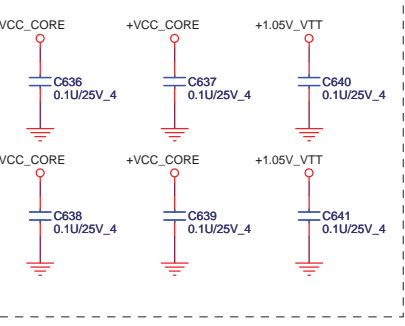 VCC_CORE +VCC_CORE +1.05V_VTT
C636 C637 C640
0.1U/25V_4 0.1U/25V_4 0.1U/25V_4
VCC_CORE +VCC_CORE +1.05V_VTT
C638 C639 C641
0.1U/25V_4 0.1U/25V_4 0.1U/25V_4